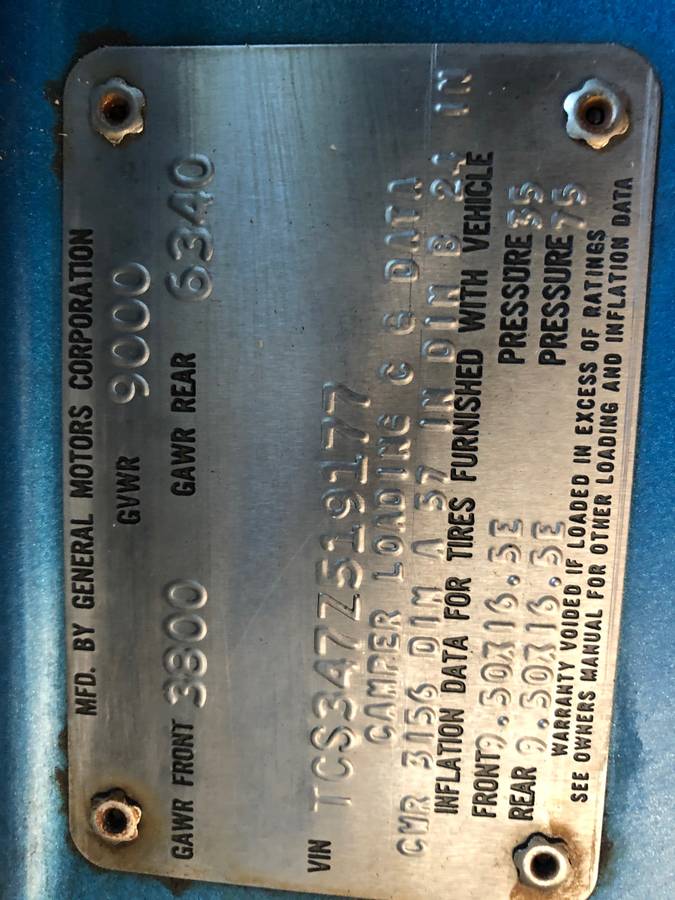 MFD. BY GENERAL MOTORS CORPORATION
GVWR 9000
GAWR FRONT 3800 GAWR REAR 6340
VIN TCS347Z519177
CAMPER LOADING C G DATA
CMR 3156 DIM A 57 IN DIM B 24 IN
INFLATION DATA FOR TIRES FURNISHED WITH VEHICLE
FRONT 9.50X16.5E PRESSURE 55
REAR 9.50X16.5E PRESSURE 75
WARRANTY VOIDED IF LOADED IN EXCESS OF RATINGS
SEE OWNERS MANUAL FOR OTHER LOADING AND INFLATION DATA